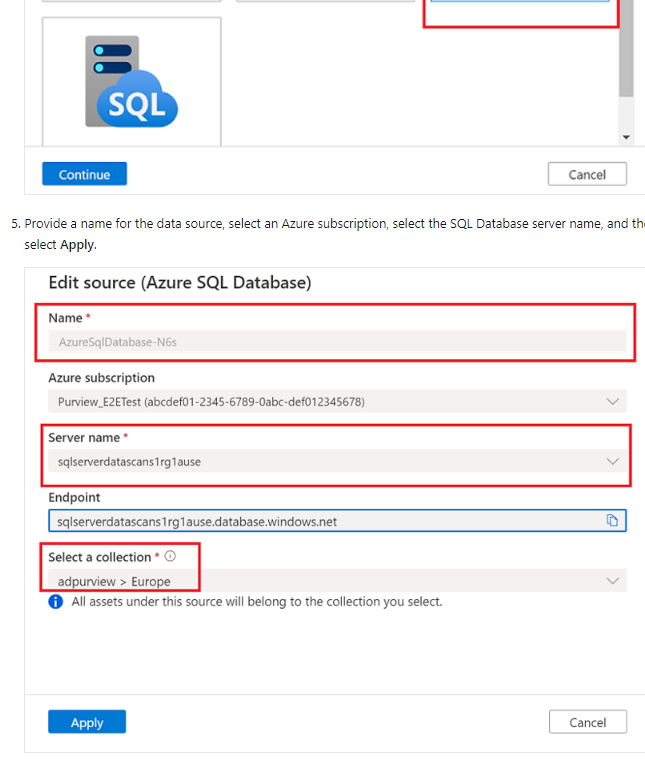 SQL
Continue
Cancel
5. Provide a name for the data source, select an Azure subscription, select the SQL Database server name, and
select Apply.
Edit source (Azure SQL Database)
Name *
AzureSqlDatabase-N6s
Azure subscription
Purview_E2ETest (abcdef01-2345-6789-0abc-def012345678)
Server name *
sqlserverdatascans1rg1ause
Endpoint
sqlserverdatascans1rg1ause.database.windows.net
Select a collection *
adpurview > Europe
All assets under this source will belong to the collection you select.
Apply
Cancel